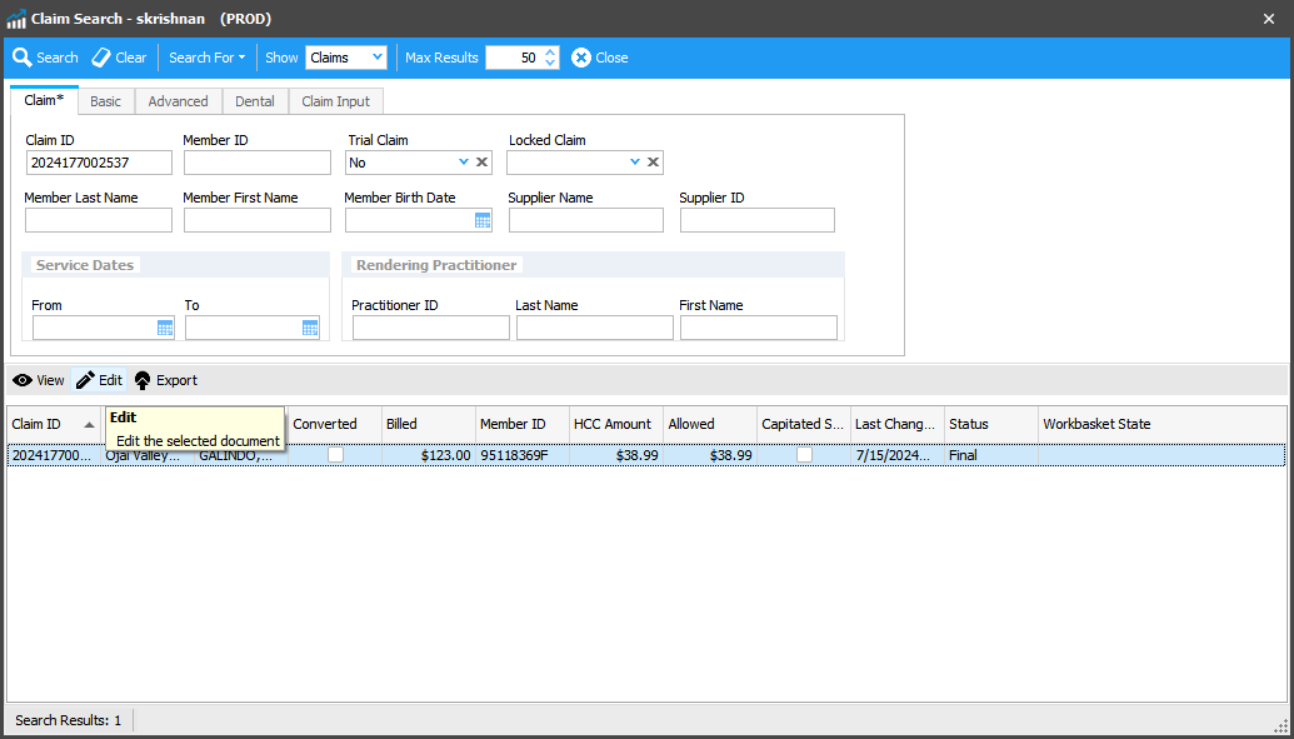 Claim Search - skrishnan (PROD)
Search Clear Search For Show Claims Max Results 50 Close
Claim* Basic Advanced Dental Claim Input
Claim ID Member ID Trial Claim Locked Claim
2024177002537 No
Member Last Name Member First Name Member Birth Date Supplier Name Supplier ID
Service Dates Rendering Practitioner
From To Practitioner ID Last Name First Name
View Edit Export
Claim ID Converted Billed Member ID HCC Amount Allowed Capitated S... Last Chang... Status Workbasket State
Edit
Edit the selected document
202417700... Ojai Valley... GALINDO,... $123.00 95118369F $38.99 $38.99 7/15/2024... Final
Search Results: 1